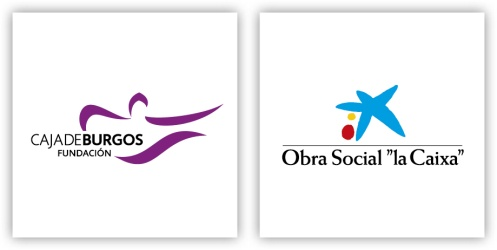 CAJADEBURGOS
FUNDACIÓN
Obra Social "la Caixa"